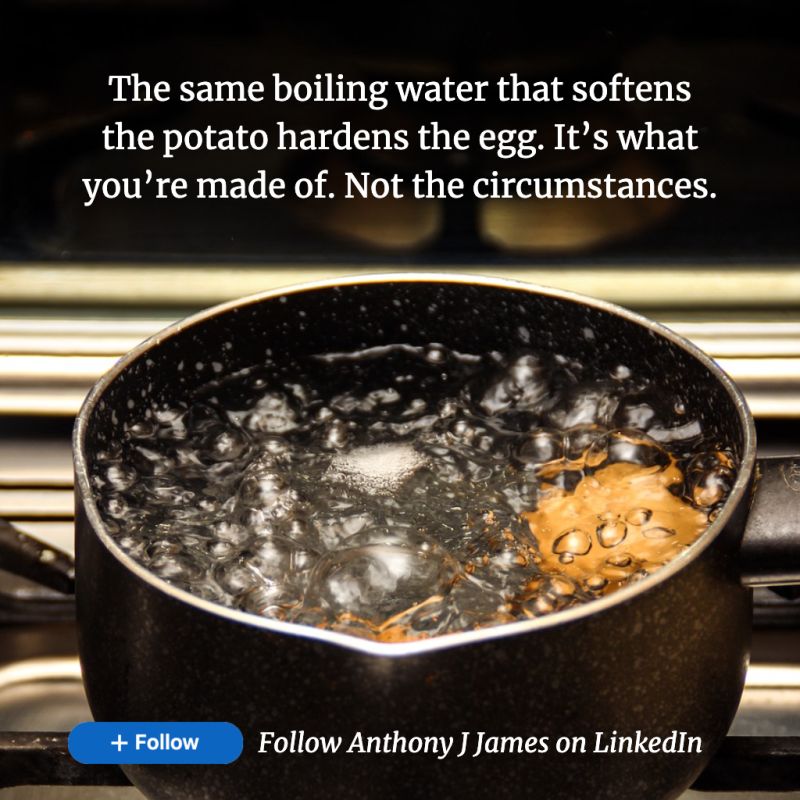 The same boiling water that softens
the potato hardens the egg. It’s what
you’re made of. Not the circumstances.
+ Follow
Follow Anthony J James on LinkedIn